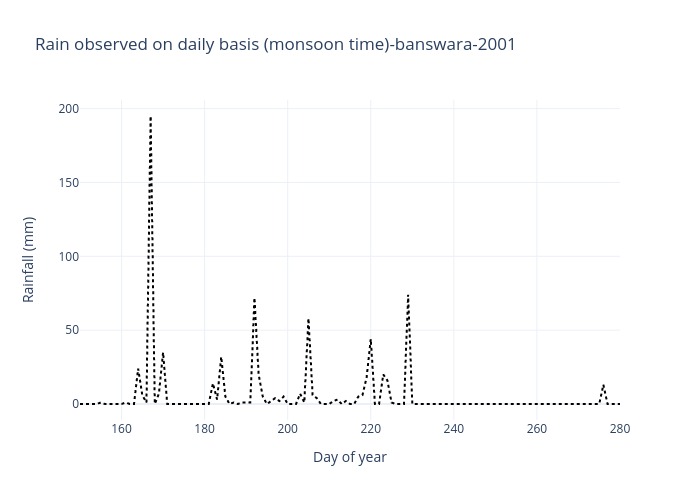 Rain observed on daily basis (monsoon time)-banswara-2001
200
150
100
50
0
Rainfall (mm)
160 180 200 220 240 260 280
Day of year